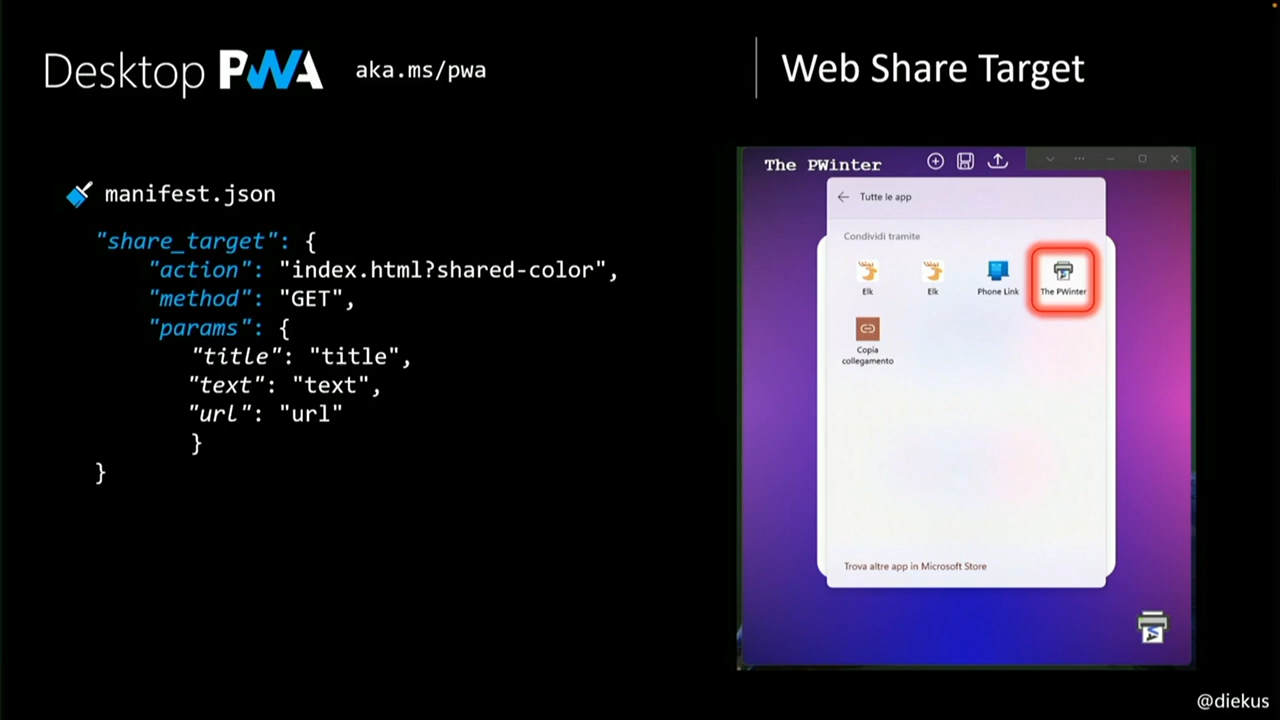 Desktop PWA aka.ms/pwa
Web Share Target
manifest.json
"share_target": {
"action": "index.html?shared-color",
"method": "GET",
"params": {
"title": "title",
"text": "text",
"url": "url"
}
}
The PWinter
Tutte le app
Condividi tramite
Elk
Elk
Phone Link
The PWinter
Copia
collegamento
Trova altre app in Microsoft Store
@diekus